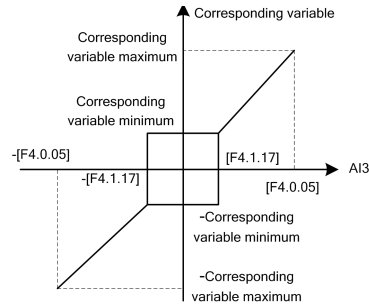 Corresponding variable
Corresponding
variable maximum
Corresponding
variable minimum
-[F4.0.05]
-[F4.1.17]
[F4.1.17]
AI3
[F4.0.05]
-Corresponding
variable minimum
-Corresponding
variable maximum